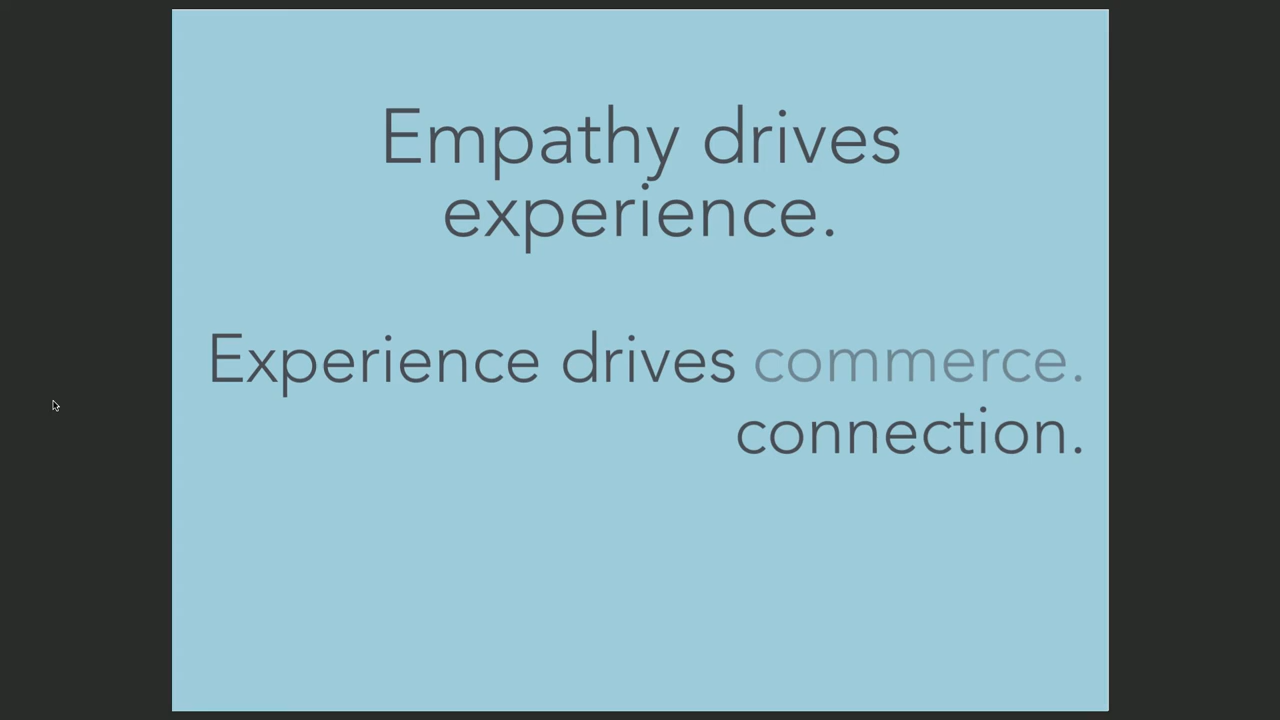 Empathy drives
experience.
Experience drives commerce.
connection.